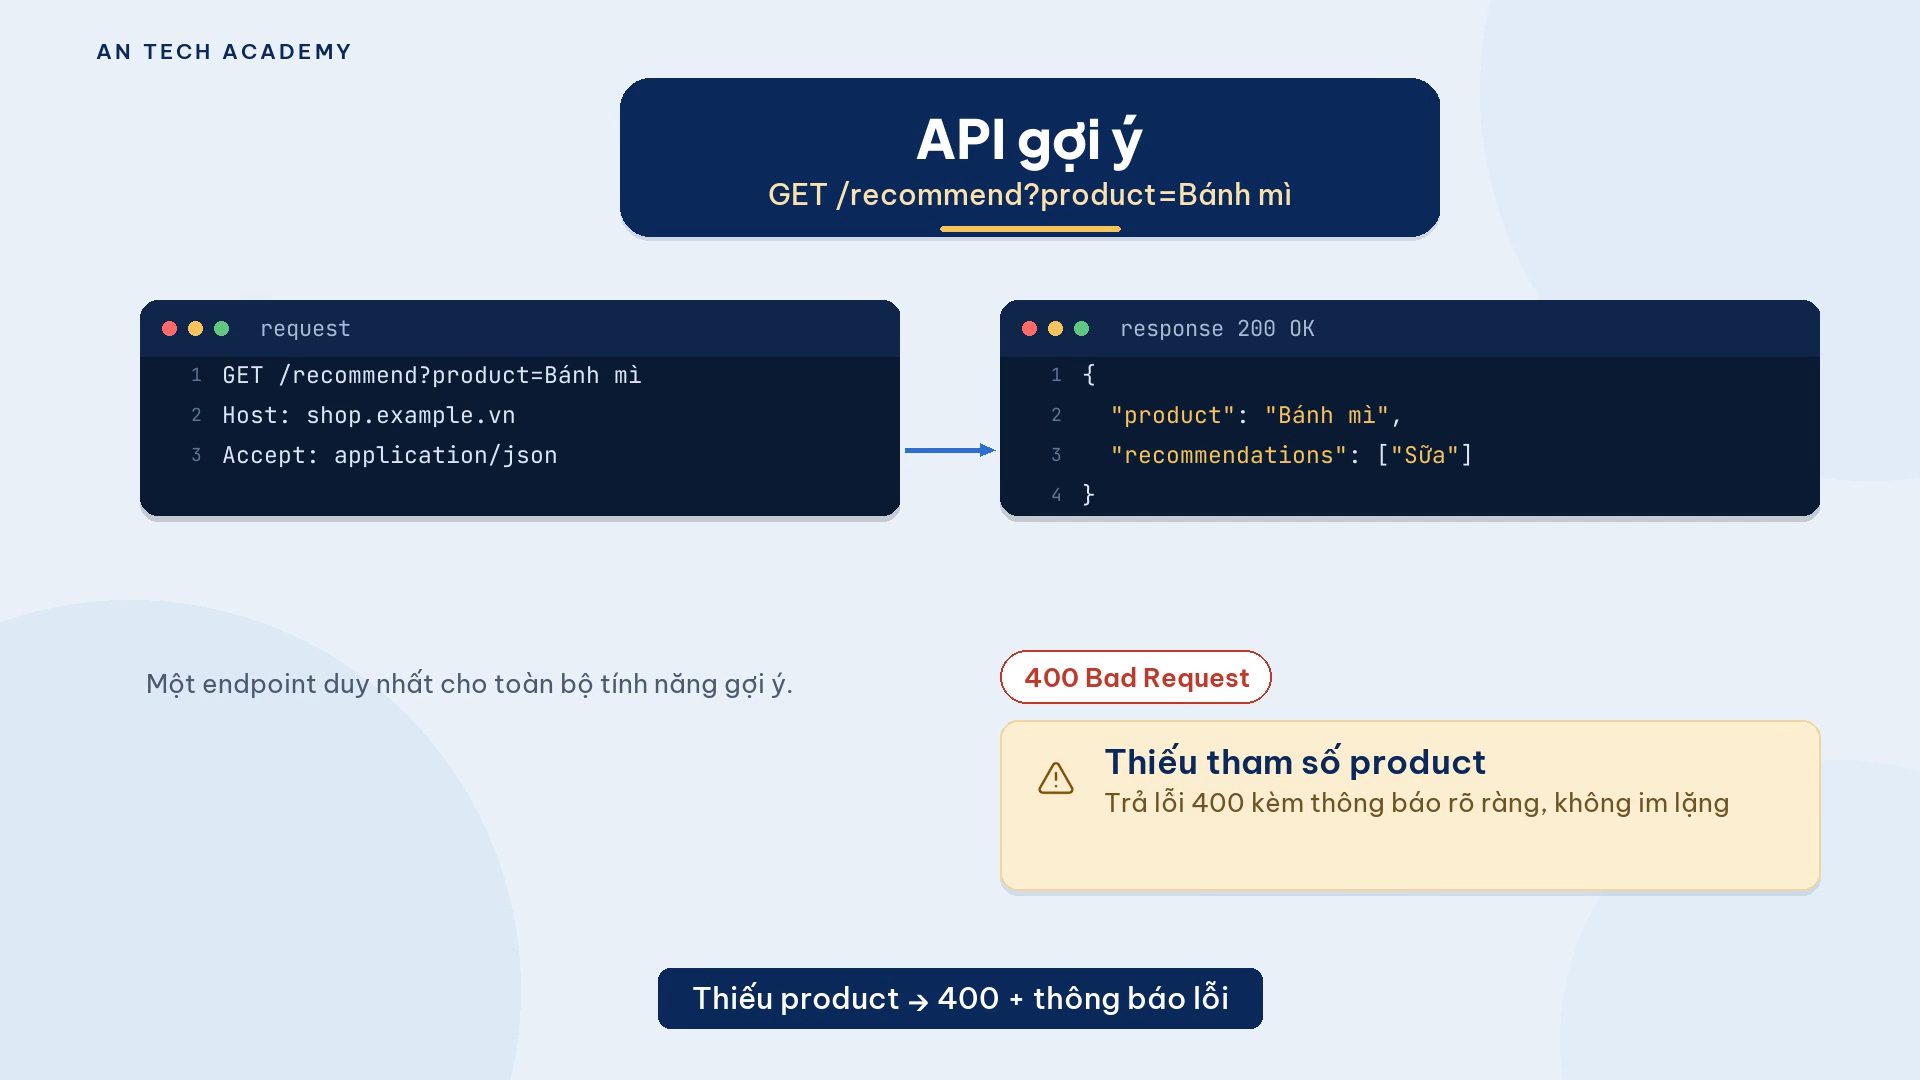 AN TECH ACADEMY
API gợi ý
GET /recommend?product=Bánh mì
request
1 GET /recommend?product=Bánh mì
2 Host: shop.example.vn
3 Accept: application/json
response 200 OK
1 {
2 "product": "Bánh mì",
3 "recommendations": ["Sữa"]
4 }
Một endpoint duy nhất cho toàn bộ tính năng gợi ý.
400 Bad Request
Thiếu tham số product
Trả lỗi 400 kèm thông báo rõ ràng, không im lặng
Thiếu product → 400 + thông báo lỗi